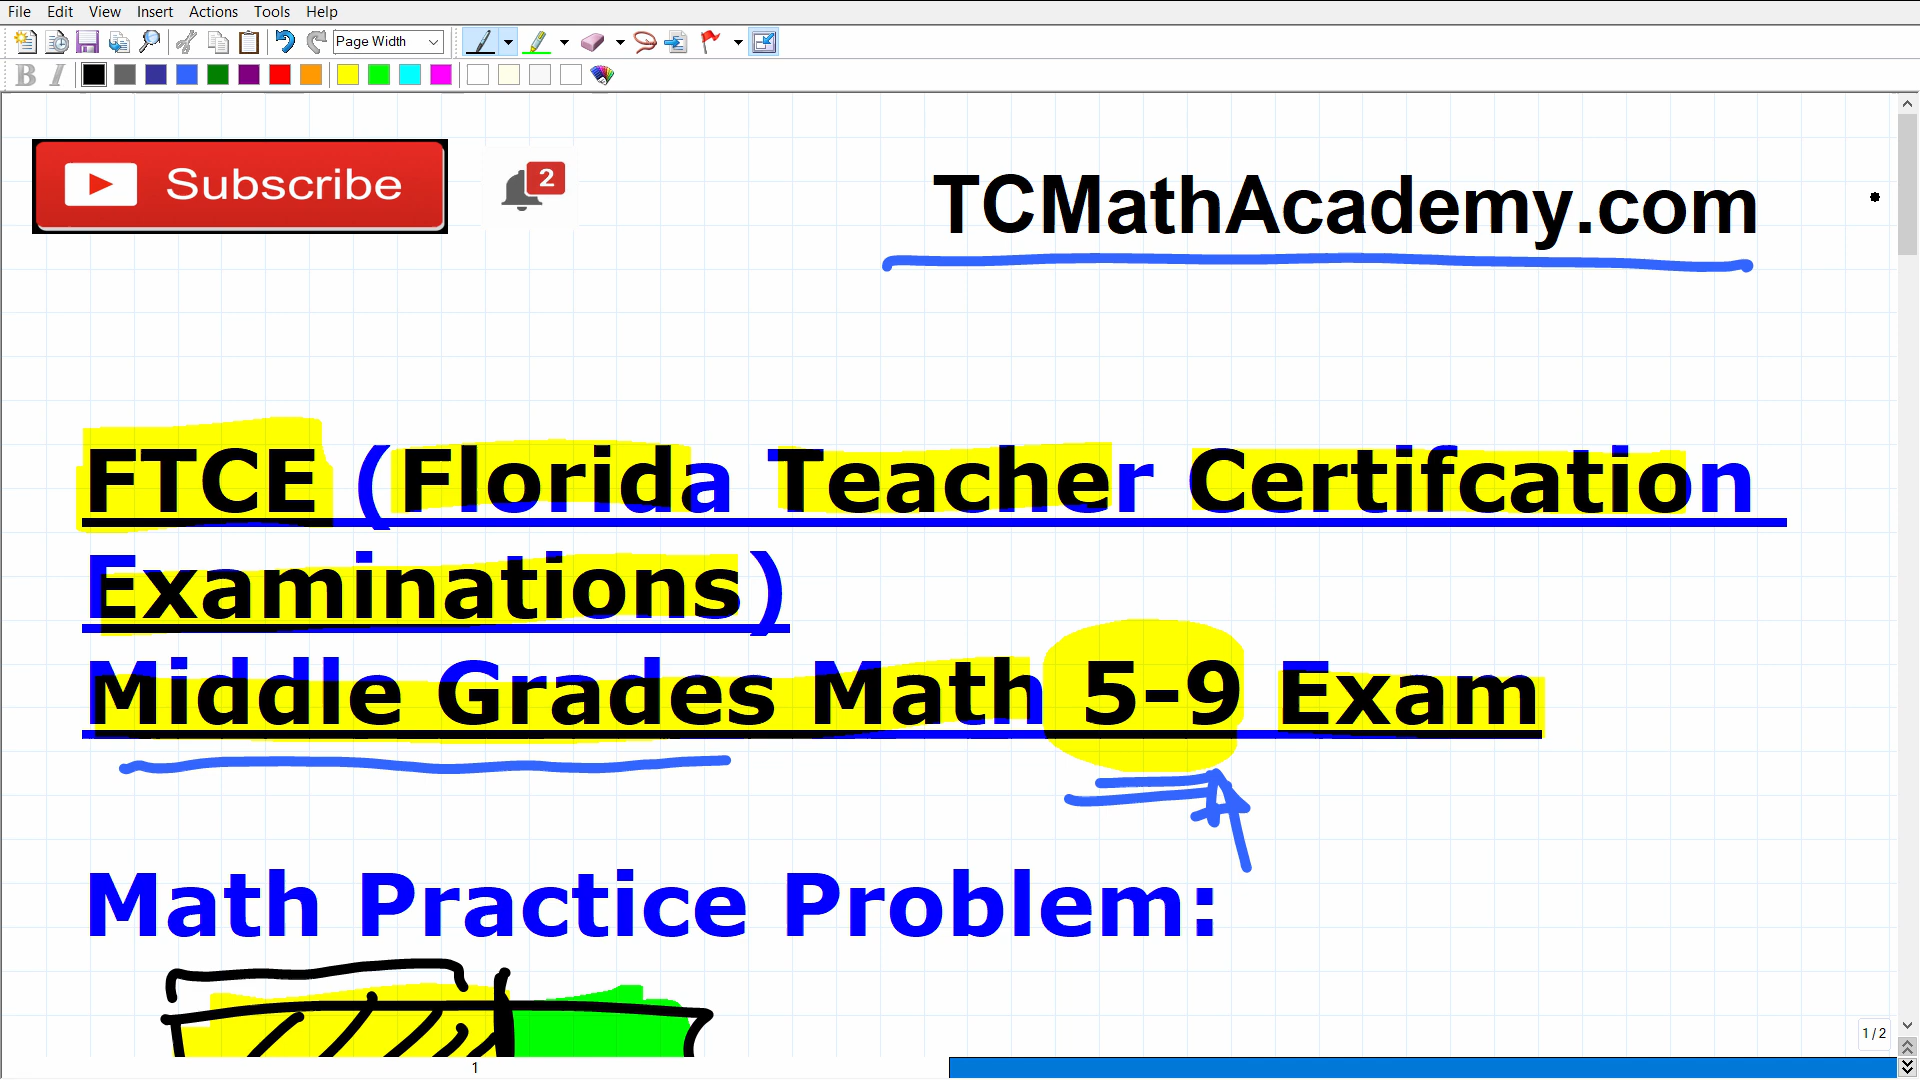 File Edit View Insert Actions Tools Help
Page Width
B I
Subscribe 2
TCMathAcademy.com
FTCE (Florida Teacher Certifcation
Examinations)
Middle Grades Math 5-9 Exam
Math Practice Problem:
1 / 2
1